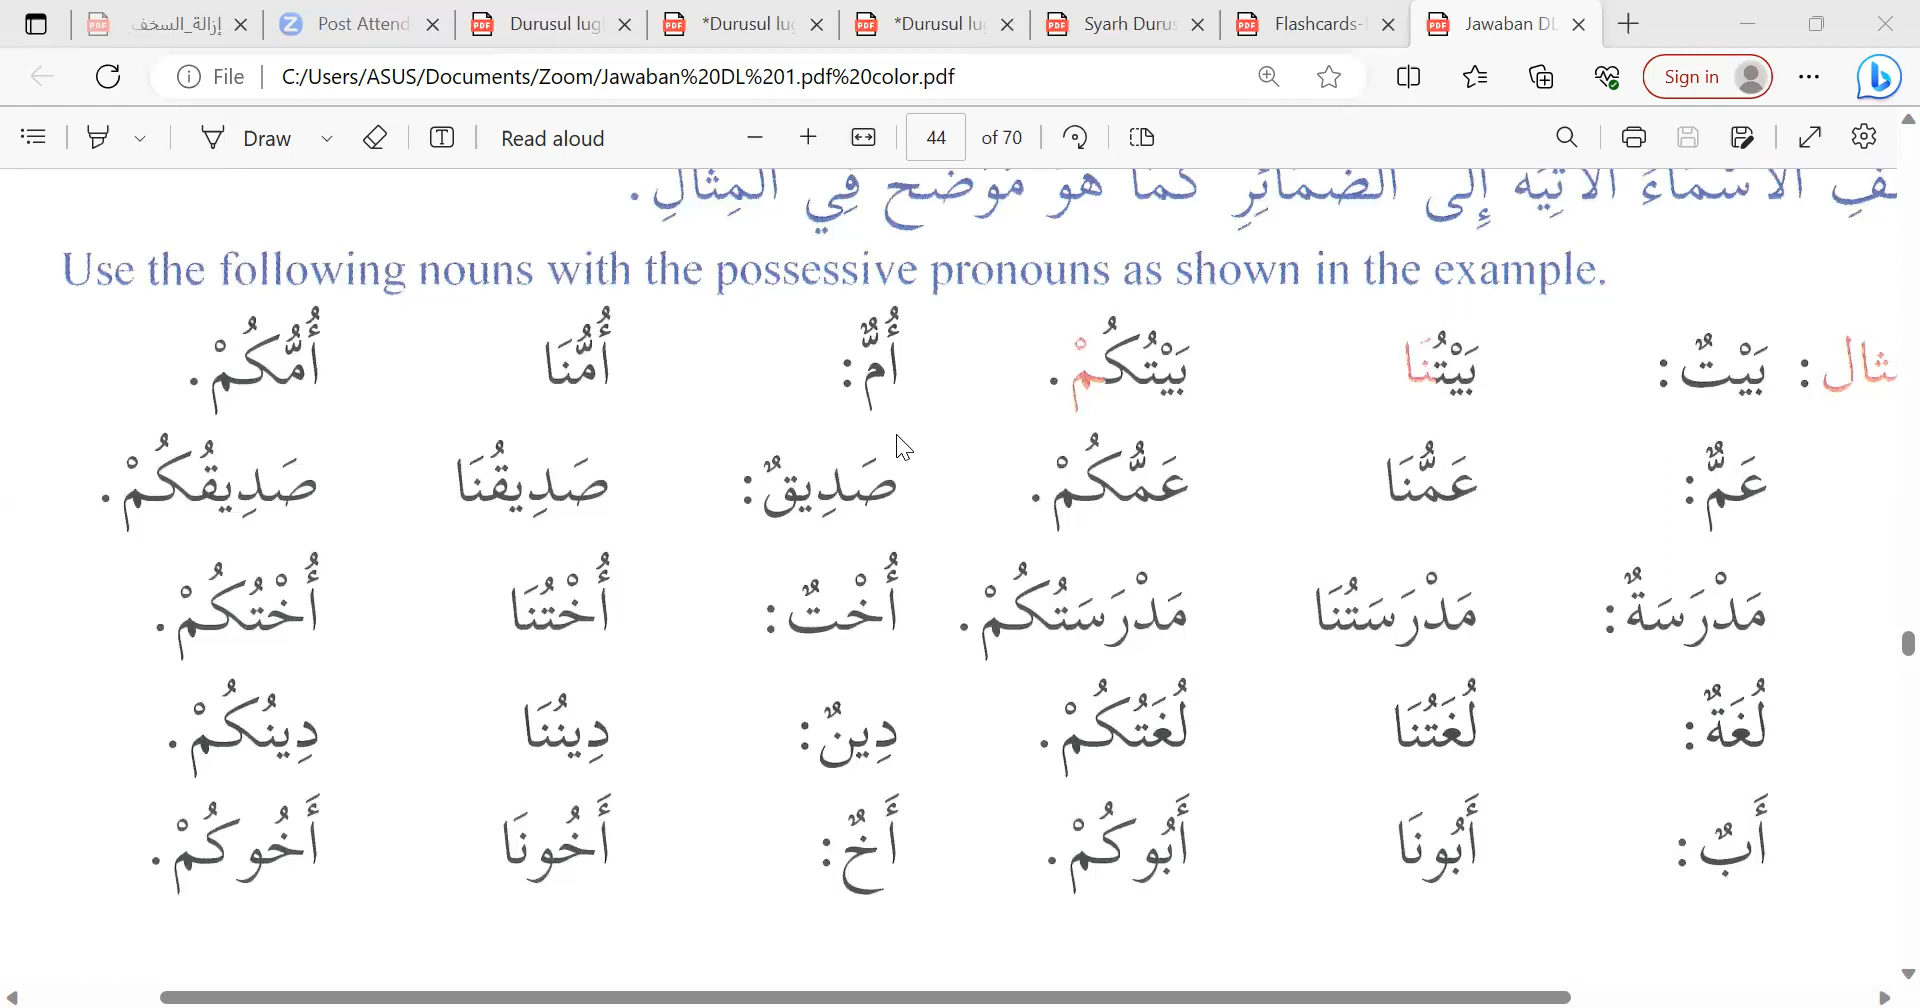 إزالة_السخف Post Attend Durusul lug *Durusul lu *Durusul lu Syarh Durus Flashcards- Jawaban DL
File C:/Users/ASUS/Documents/Zoom/Jawaban%20DL%201.pdf%20color.pdf Sign in
Draw Read aloud 44 of 70
الأَسْمَاءَ الآتِيَةَ إِلَى الضَّمَائِرِ كَمَا هُوَ مُوَضَّحٌ فِي المِثَالِ.
Use the following nouns with the possessive pronouns as shown in the example.
ثال: بَيْتٌ: بَيْتُنَا بَيْتُكُمْ. أُمٌّ: أُمُّنَا أُمُّكُمْ.
عَمٌّ: عَمُّنَا عَمُّكُمْ. صَدِيقٌ: صَدِيقُنَا صَدِيقُكُمْ.
مَدْرَسَةٌ: مَدْرَسَتُنَا مَدْرَسَتُكُمْ. أُخْتٌ: أُخْتُنَا أُخْتُكُمْ.
لُغَةٌ: لُغَتُنَا لُغَتُكُمْ. دِينٌ: دِينُنَا دِينُكُمْ.
أَبٌ: أَبُونَا أَبُوكُمْ. أَخٌ: أَخُونَا أَخُوكُمْ.